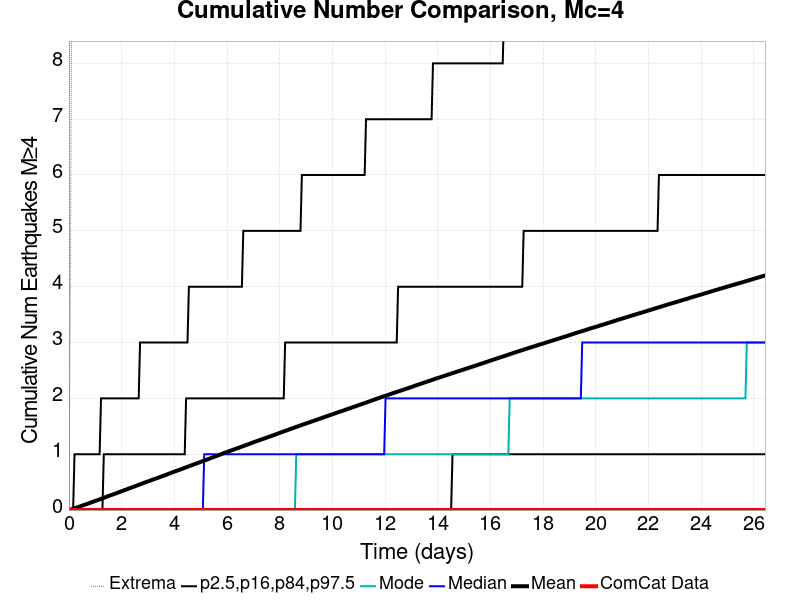 Cumulative Number Comparison, Mc=4
Cumulative Num Earthquakes M≥4
8
7
6
5
4
3
2
1
0
0 2 4 6 8 10 12 14 16 18 20 22 24 26
Time (days)
Extrema p2.5,p16,p84,p97.5 Mode Median Mean ComCat Data